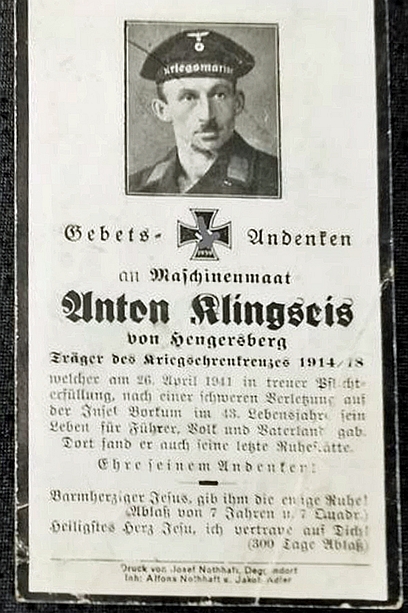 Kriegsmarine
Gebets- Andenken
1939
an Maschinenmaat
Anton Klingseis
von Hengersberg
Träger des Kriegsehrenkreuzes 1914/18
welcher am 26. April 1941 in treuer Pflicht-
erfüllung, nach einer schweren Verletzung auf
der Insel Borkum im 43. Lebensjahre sein
Leben für Führer, Volk und Vaterland gab.
Dort fand er auch seine letzte Ruhestätte.
Ehre seinem Andenken!
Barmherziger Jesus, gib ihm die ewige Ruhe!
(Ablaß von 7 Jahren u. 7 Quadr.)
Heiligstes Herz Jesu, ich vertraue auf Dich!
(300 Tage Ablaß)
Druck von Josef Nothhaft, Deggendorf
Inh: Alfons Nothhaft u. Jakob Adler